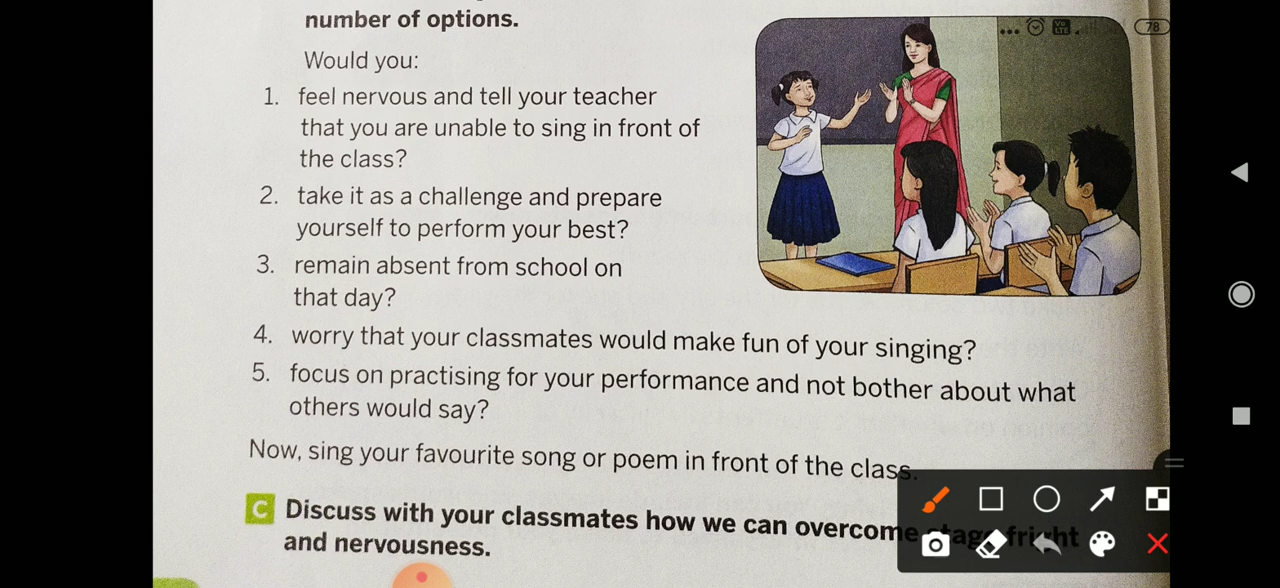 number of options.
Would you:
1. feel nervous and tell your teacher
that you are unable to sing in front of
the class?
2. take it as a challenge and prepare
yourself to perform your best?
3. remain absent from school on
that day?
4. worry that your classmates would make fun of your singing?
5. focus on practising for your performance and not bother about what
others would say?
Now, sing your favourite song or poem in front of the class.
C Discuss with your classmates how we can overcome stage fright
and nervousness.
78